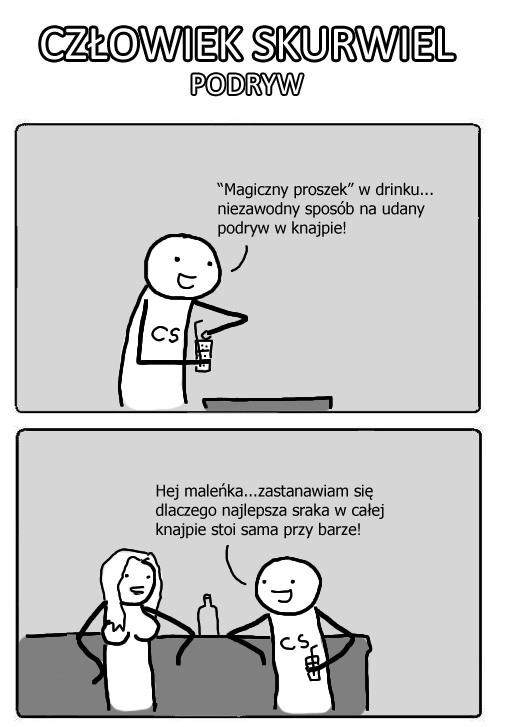 CZŁOWIEK SKURWIEL
PODRYW
"Magiczny proszek" w drinku...
niezawodny sposób na udany
podryw w knajpie!
CS
Hej maleńka...zastanawiam się
dlaczego najlepsza sraka w całej
knajpie stoi sama przy barze!
CS